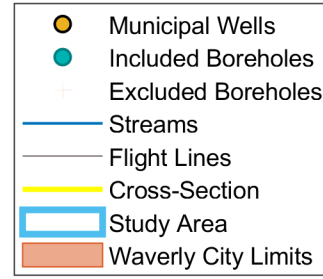 Municipal Wells
Included Boreholes
Excluded Boreholes
Streams
Flight Lines
Cross-Section
Study Area
Waverly City Limits